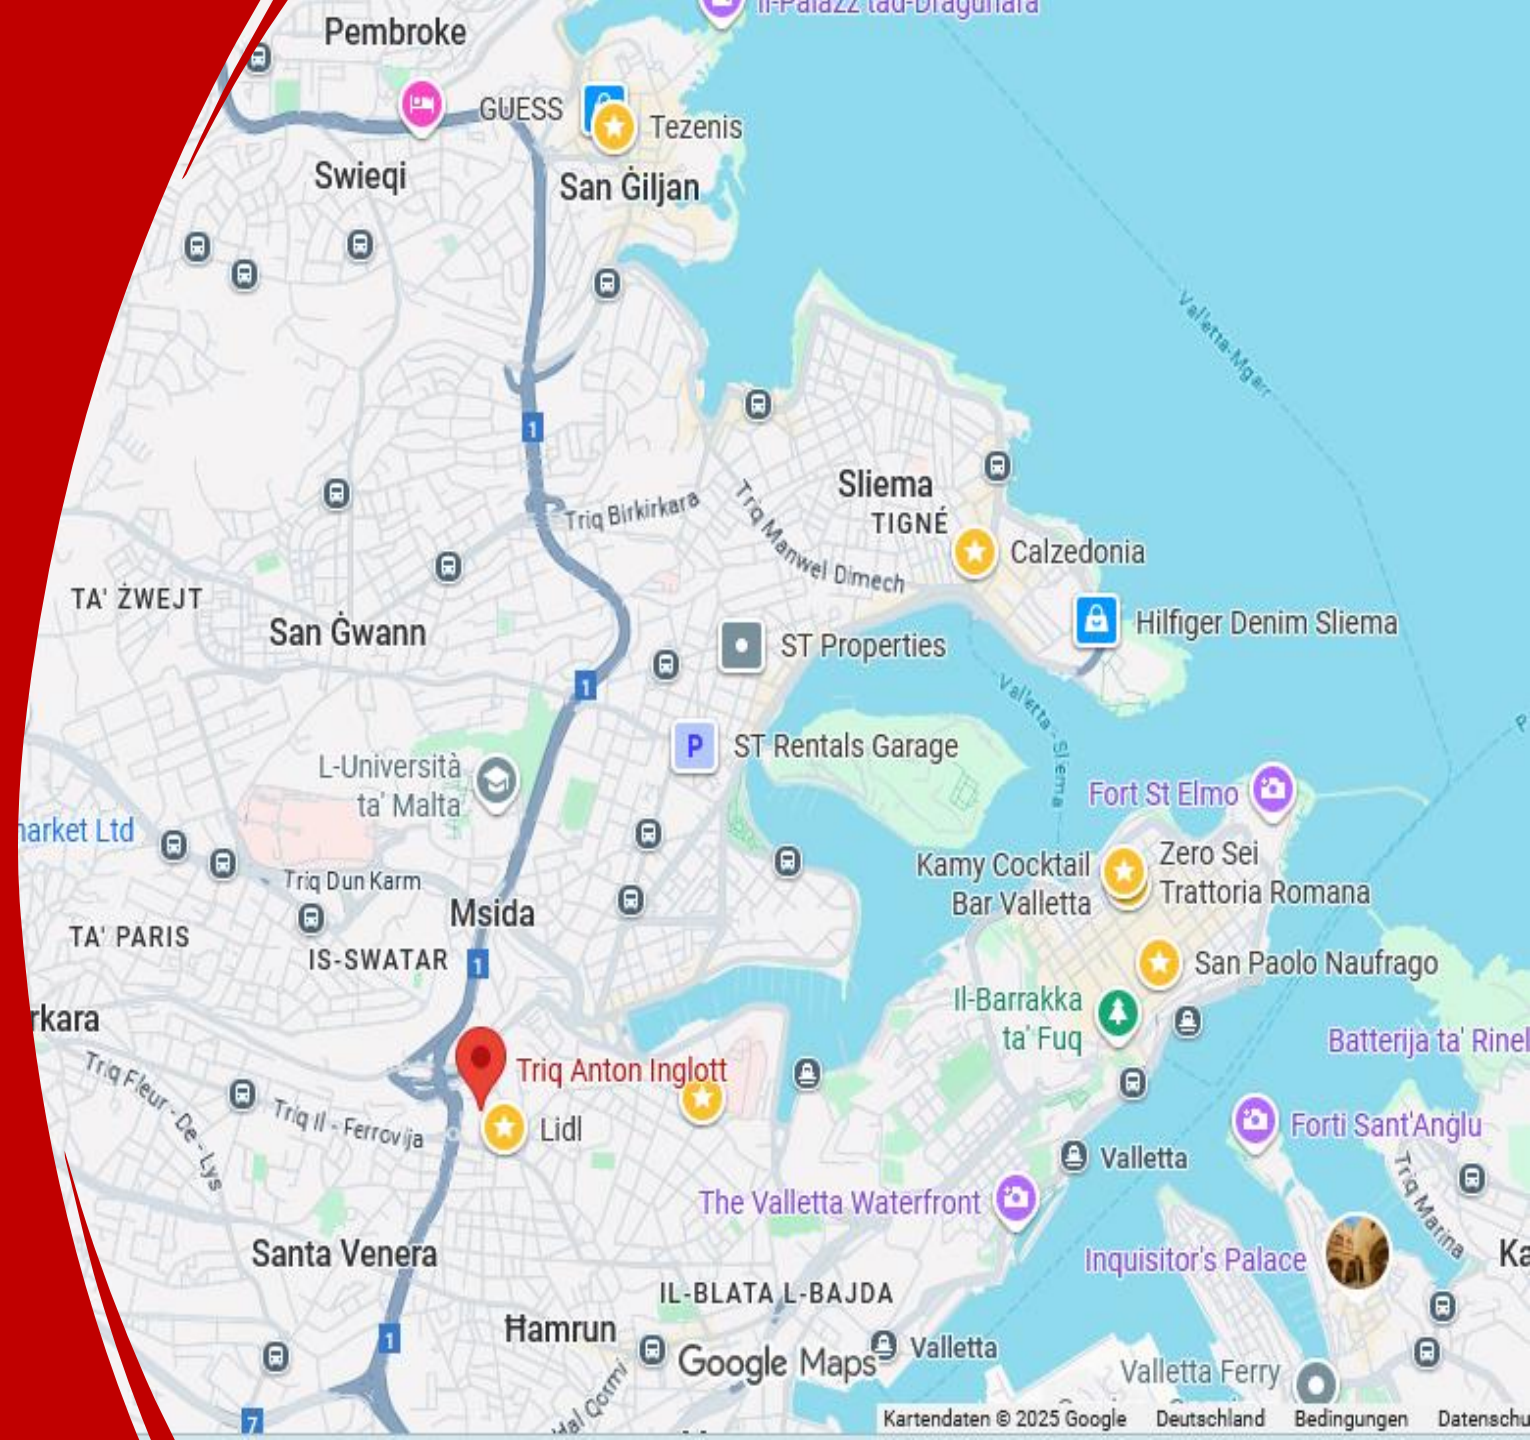 Il-Palazz tad-Dragunara
Pembroke
GUESS
Tezenis
Swieqi
San Ġiljan
Valletta-Mgarr
1
Sliema
TIGNÉ
Triq Birkirkara
Triq Manwel Dimech
Calzedonia
TA' ŻWEJT
San Ġwann
Hilfiger Denim Sliema
ST Properties
1
Valletta - Sliema
P
ST Rentals Garage
L-Università
ta' Malta
Fort St Elmo
market Ltd
Kamy Cocktail
Bar Valletta
Zero Sei
Trattoria Romana
Triq Dun Karm
Msida
TA' PARIS
IS-SWATAR
1
San Paolo Naufrago
Il-Barrakka
ta' Fuq
rkara
Batterija ta' Rinel
Triq Anton Inglott
Triq Fleur - De - Lys
Triq Il - Ferrovija
Lidl
Forti Sant'Anġlu
Valletta
Triq Marina
The Valletta Waterfront
Santa Venera
Inquisitor's Palace
Ka
IL-BLATA L-BAJDA
Ħamrun
1
Google Maps
Valletta
Valletta Ferry
Hal Qormi
7
Kartendaten © 2025 Google
Deutschland
Bedingungen
Datenschu